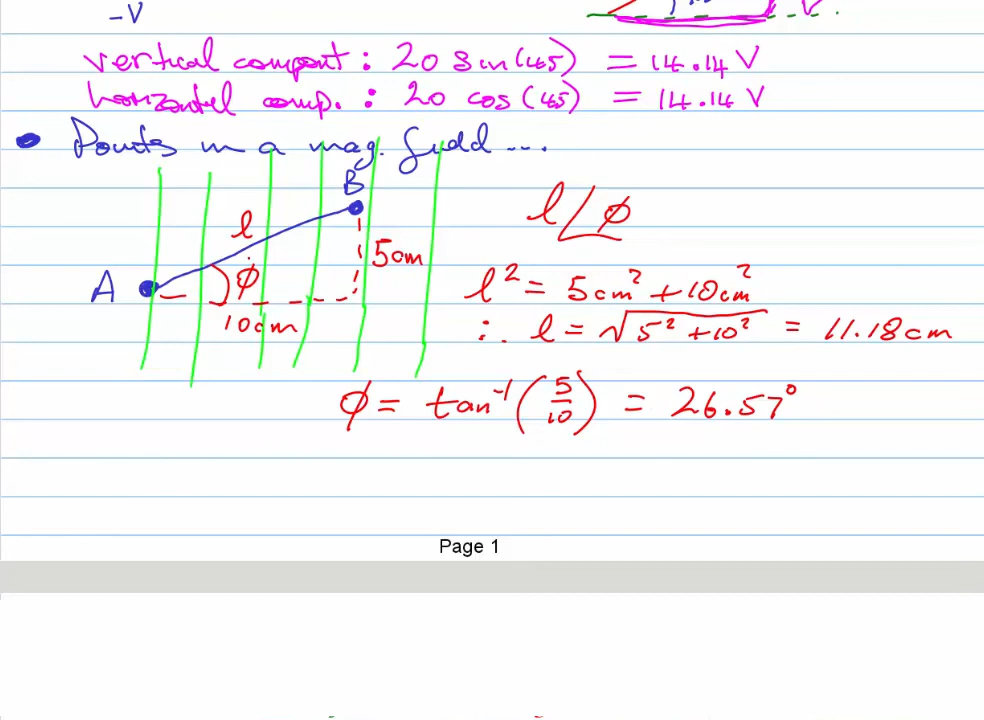 -V
V
vertical compont : 20 sin(45) = 14.14 V
horizontal comp. : 20 cos(45) = 14.14 V
• Points in a mag. field ...
B
l
l∠ϕ
A
ϕ
5cm
10cm
l² = 5cm² + 10cm²
∴ l = √5² + 10² = 11.18cm
ϕ = tan⁻¹(5/10) = 26.57°
Page 1